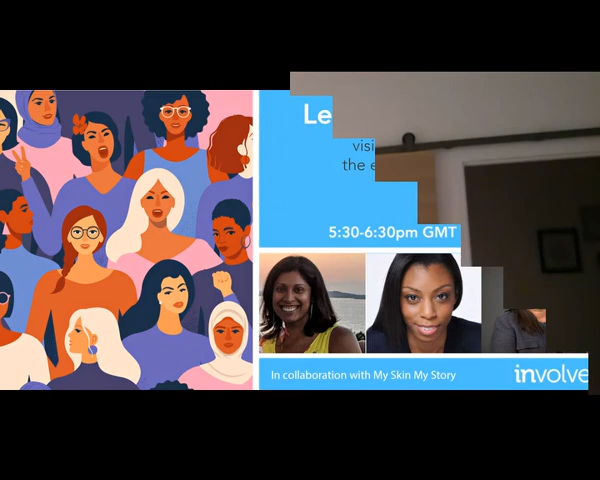 Le
visi
the e
5:30-6:30pm GMT
In collaboration with My Skin My Story
involve